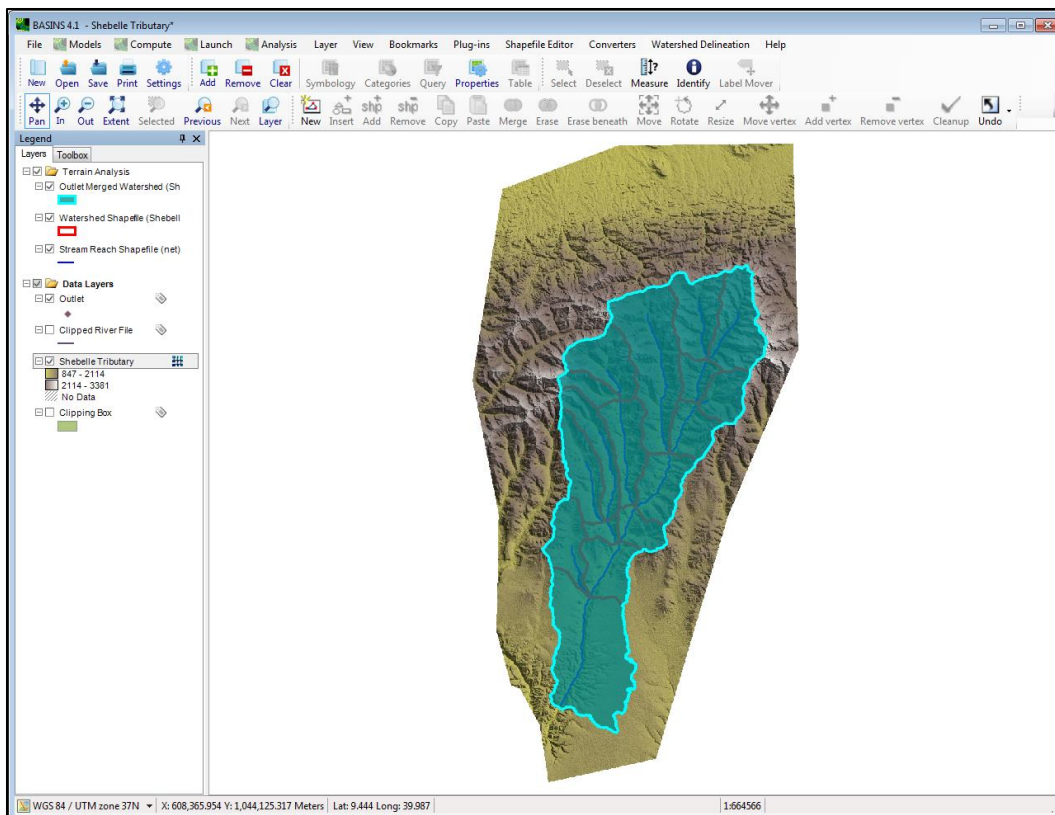 BASINS 4.1 - Shebelle Tributary*
File Models Compute Launch Analysis Layer View Bookmarks Plug-ins Shapefile Editor Converters Watershed Delineation Help
New Open Save Print Settings Add Remove Clear Symbology Categories Query Properties Table Select Deselect Measure Identify Label Mover
Pan In Out Extent Selected Previous Next Layer New Insert Add Remove Copy Paste Merge Erase Erase beneath Move Rotate Resize Move vertex Add vertex Remove vertex Cleanup Undo
Legend
Layers Toolbox
Terrain Analysis
Outlet Merged Watershed (Sh
Watershed Shapefile (Shebell
Stream Reach Shapefile (net)
Data Layers
Outlet
Clipped River File
Shebelle Tributary
847 - 2114
2114 - 3381
No Data
Clipping Box
WGS 84 / UTM zone 37N X: 608,365.954 Y: 1,044,125.317 Meters Lat: 9.444 Long: 39.987 1:664566